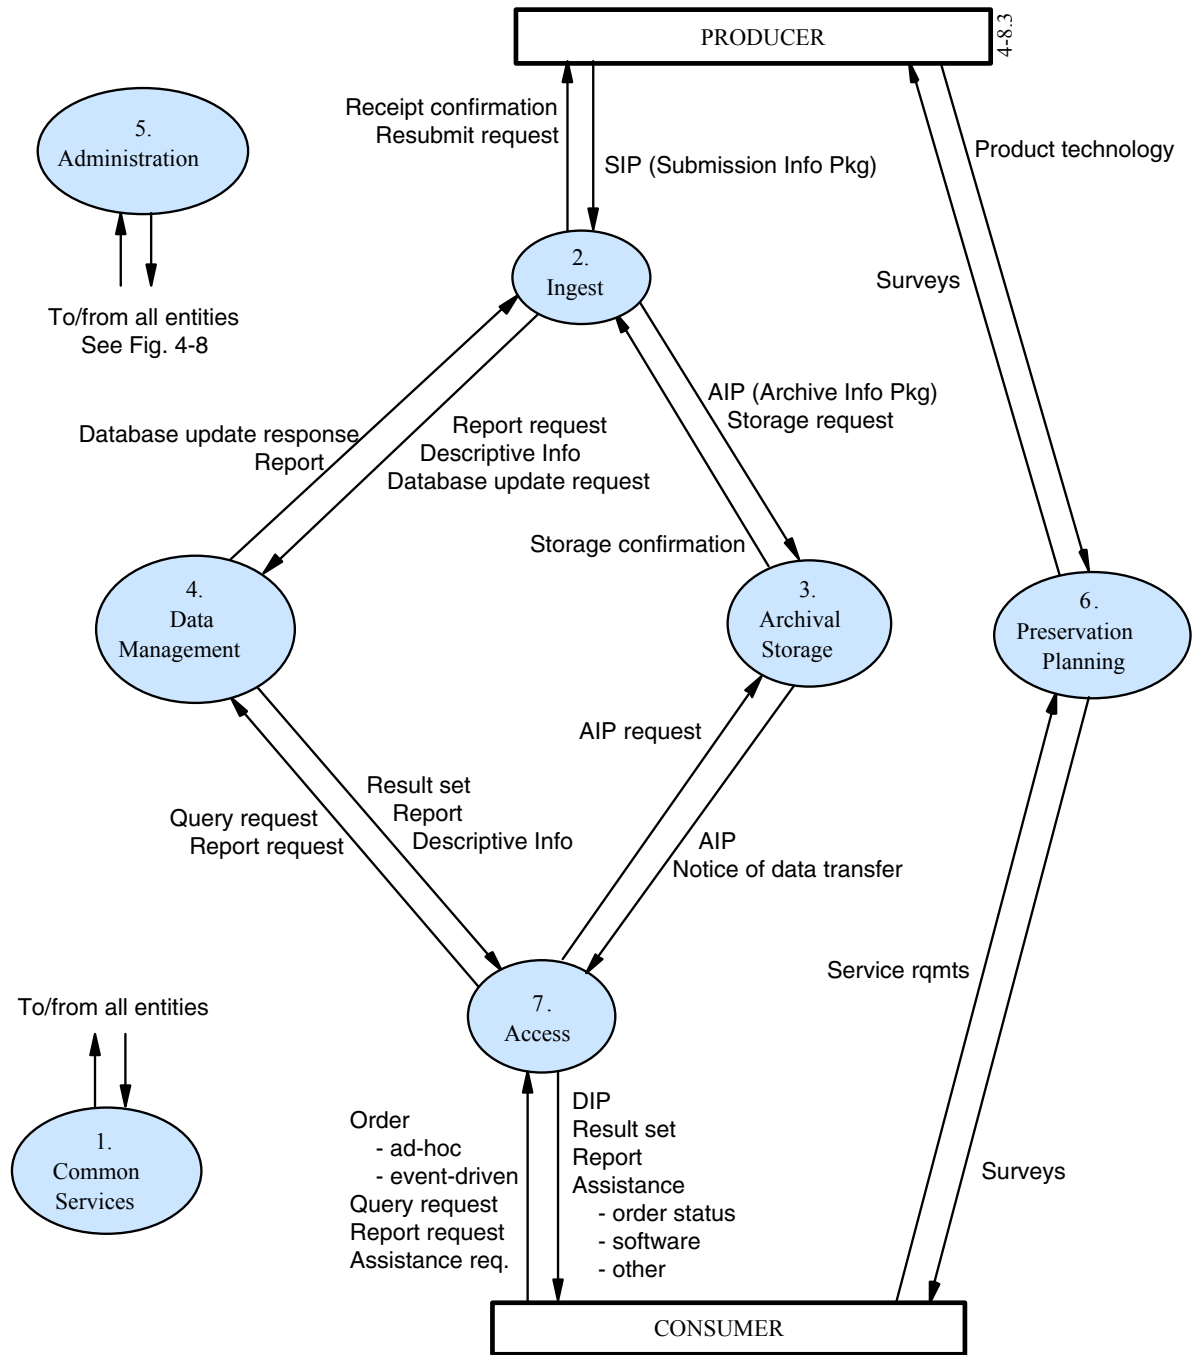 PRODUCER
4-8.3
Receipt confirmation
Resubmit request
SIP (Submission Info Pkg)
Product technology
5.
Administration
To/from all entities
See Fig. 4-8
2.
Ingest
Surveys
AIP (Archive Info Pkg)
Storage request
Database update response
Report
Report request
Descriptive Info
Database update request
Storage confirmation
4.
Data
Management
3.
Archival
Storage
6.
Preservation
Planning
AIP request
Result set
Report
Descriptive Info
Query request
Report request
AIP
Notice of data transfer
Service rqmts
7.
Access
To/from all entities
1.
Common
Services
Order
- ad-hoc
- event-driven
Query request
Report request
Assistance req.
DIP
Result set
Report
Assistance
- order status
- software
- other
Surveys
CONSUMER